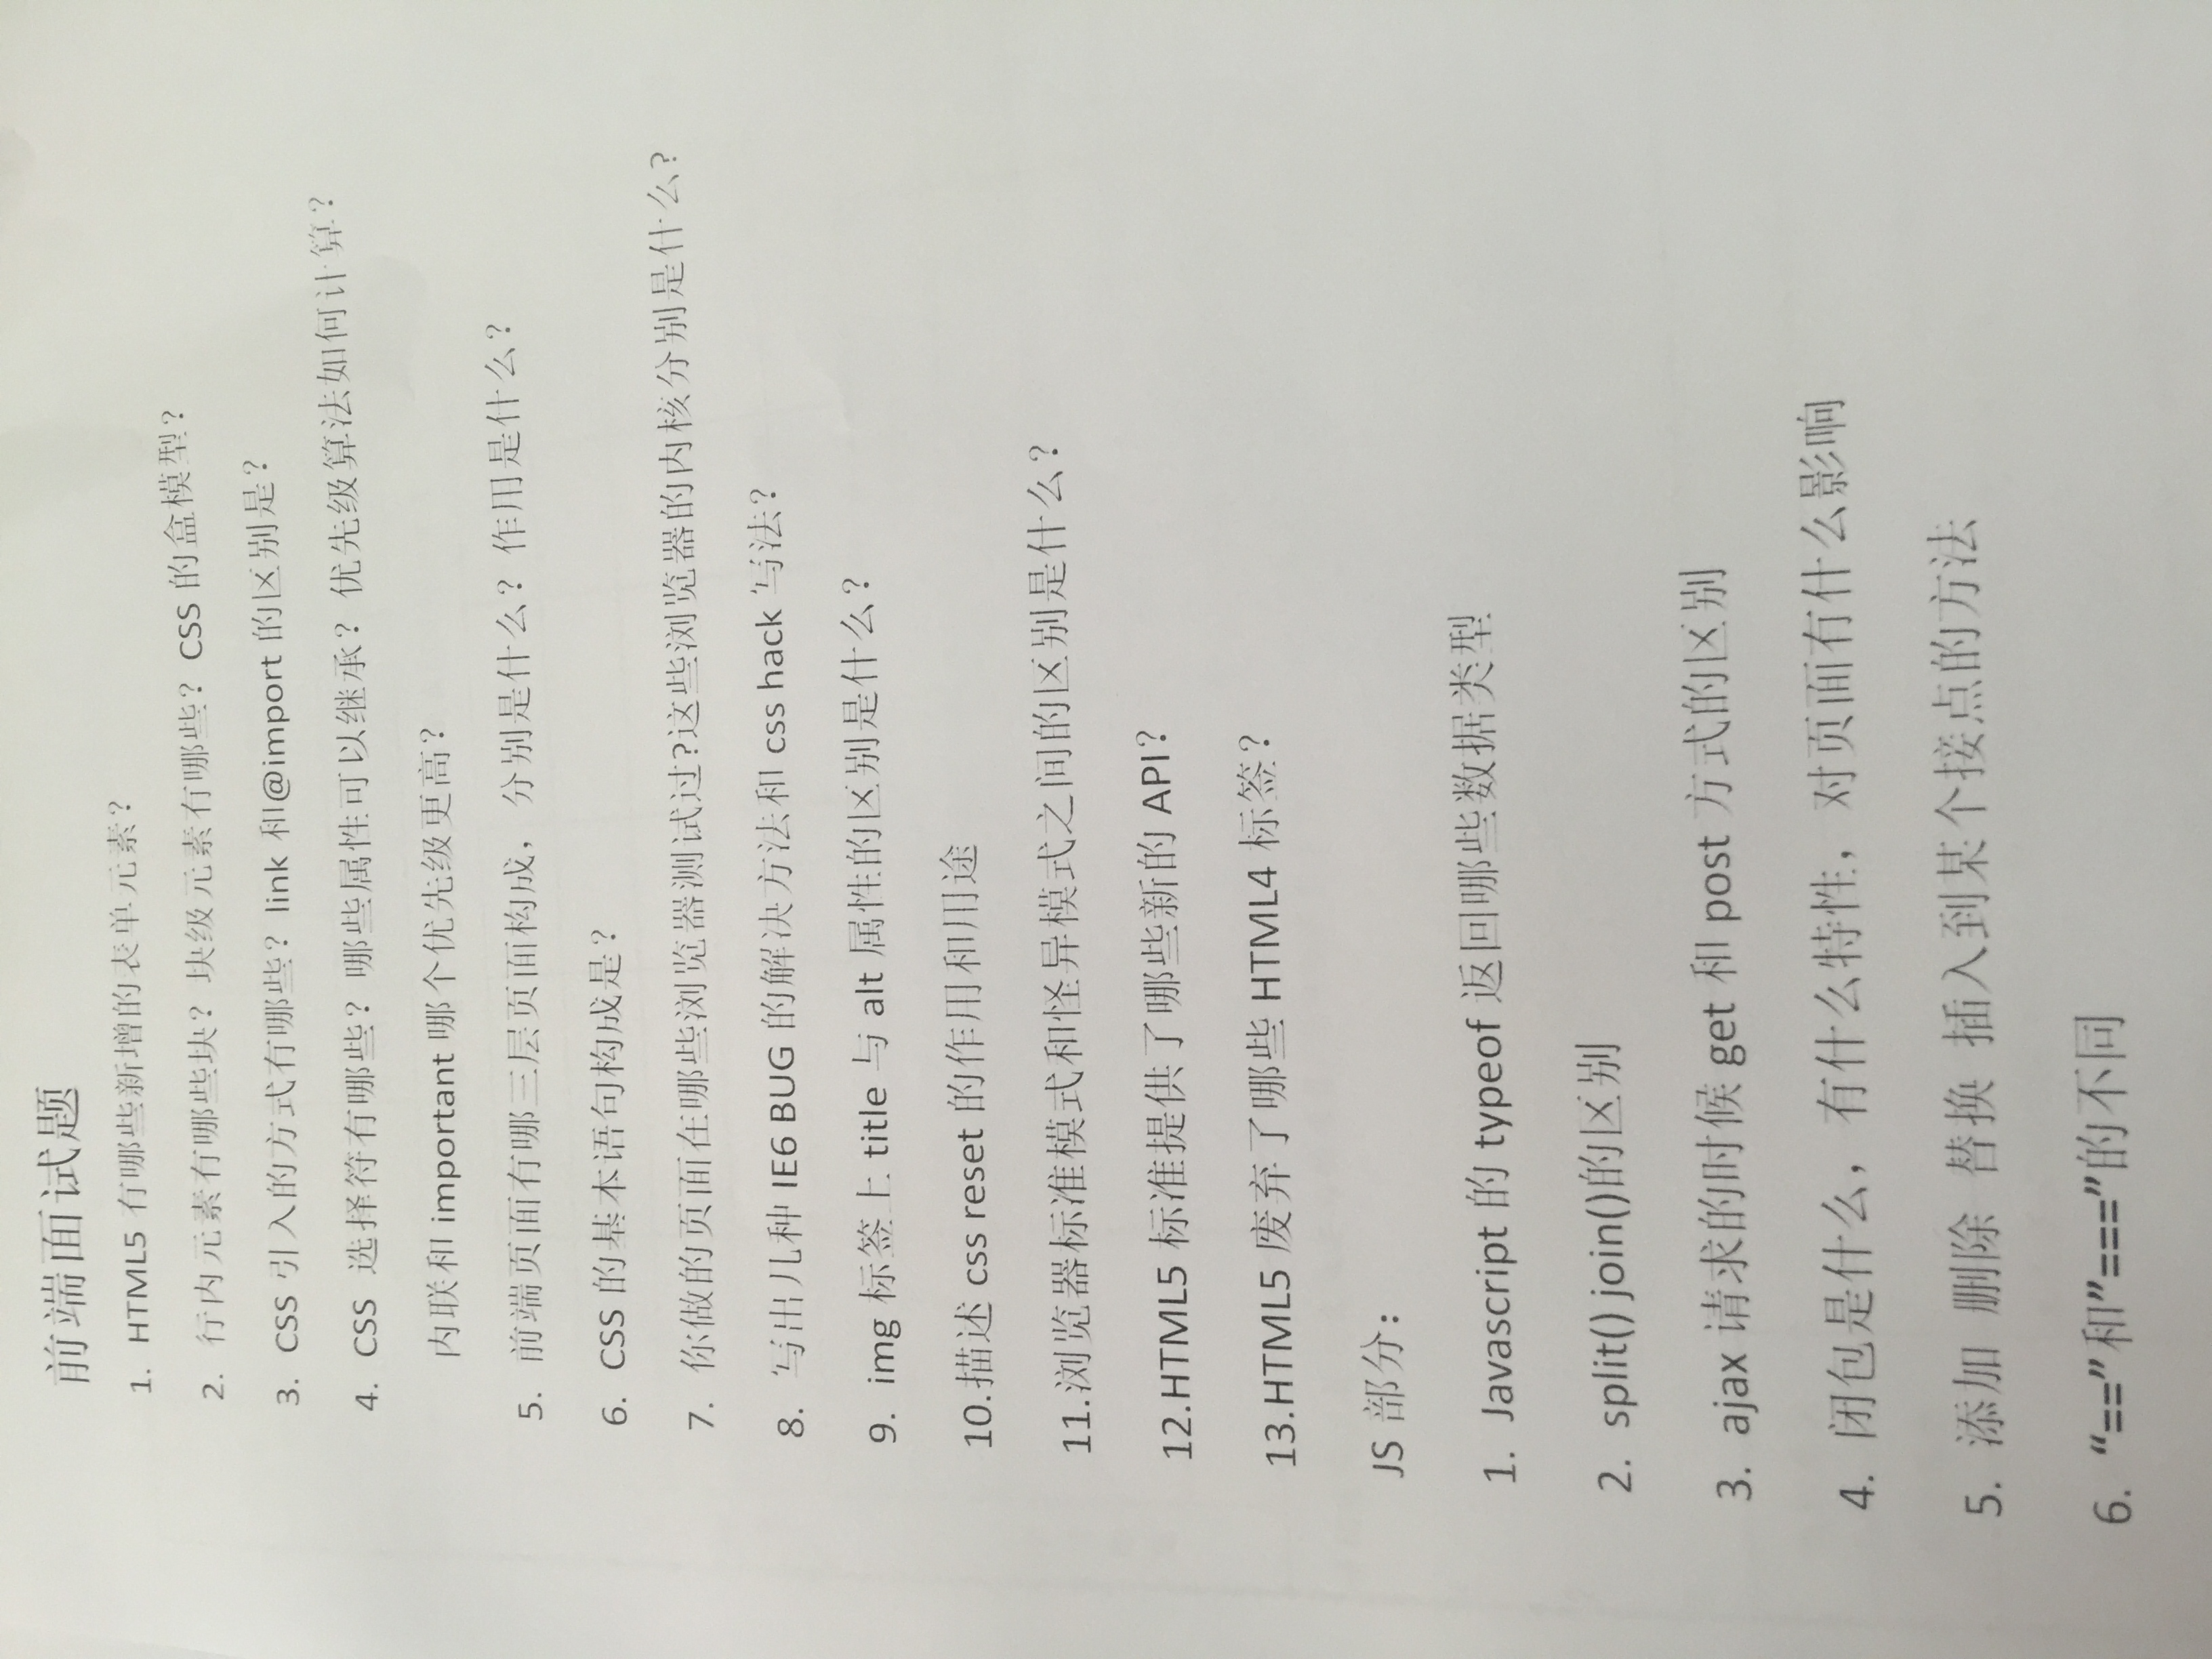 前端面试题
1. HTML5 有哪些新增的表单元素？
2. 行内元素有哪些块？块级元素有哪些？CSS 的盒模型？
3. CSS 引入的方式有哪些？link 和@import 的区别是？
4. CSS 选择符有哪些？哪些属性可以继承？优先级算法如何计算？
内联和 important 哪个优先级更高？
5. 前端页面有哪三层页面构成，分别是什么？作用是什么？
6. CSS 的基本语句构成是？
7. 你做的页面在哪些浏览器测试过?这些浏览器的内核分别是什么?
8. 写出几种 IE6 BUG 的解决方法和 css hack 写法？
9. img 标签上 title 与 alt 属性的区别是什么？
10.描述 css reset 的作用和用途
11.浏览器标准模式和怪异模式之间的区别是什么？
12.HTML5 标准提供了哪些新的 API？
13.HTML5 废弃了哪些 HTML4 标签？
JS 部分：
1. Javascript 的 typeof 返回哪些数据类型
2. split() join()的区别
3. ajax 请求的时候 get 和 post 方式的区别
4. 闭包是什么，有什么特性，对页面有什么影响
5. 添加 删除 替换 插入到某个接点的方法
6. “==”和”===”的不同